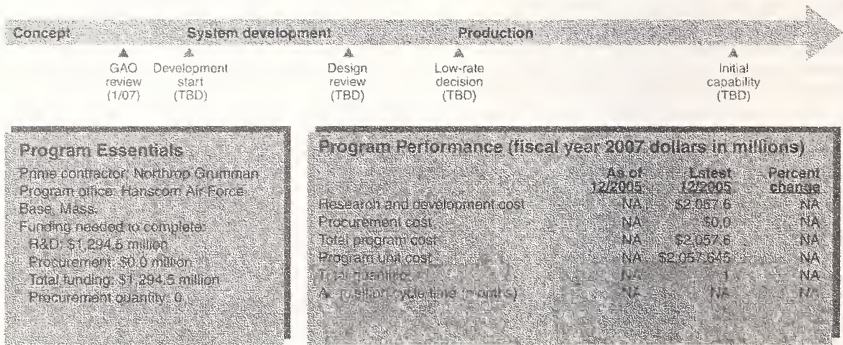 Concept System development Production
GAO review (1/07)
Development start (TBD)
Design review (TBD)
Low-rate decision (TBD)
Initial capability (TBD)
Program Essentials
Prime contractor: Northrop Grumman
Program office: Hanscom Air Force
Base, Mass.
Funding needed to complete:
R&D: $1,294.5 million
Procurement: $0.0 million
Total funding: $1,294.5 million
Procurement quantity: 0
Program Performance (fiscal year 2007 dollars in millions)
As of 12/2005 Latest 12/2005 Percent change
Research and development cost NA $2,057.6 NA
Procurement cost NA $0.0 NA
Total program cost NA $2,057.6 NA
Program unit cost NA $2,057.645 NA
Total quantities NA 1 NA
Acquisition cycle time (months) NA NA NA